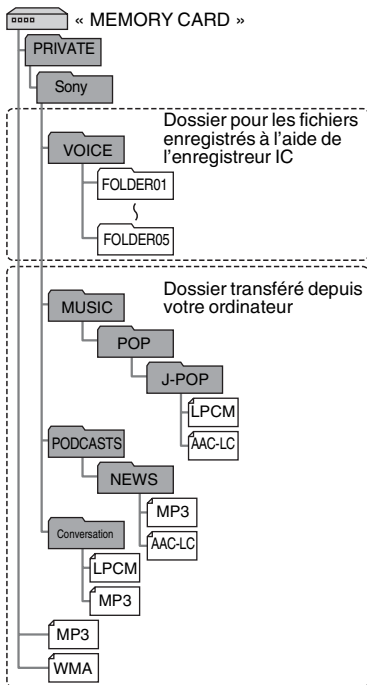 « MEMORY CARD »
PRIVATE
Sony
Dossier pour les fichiers
enregistrés à l'aide de
l'enregistreur IC
VOICE
FOLDER01
FOLDER05
Dossier transféré depuis
votre ordinateur
MUSIC
POP
J-POP
LPCM
AAC-LC
PODCASTS
NEWS
MP3
AAC-LC
Conversation
LPCM
MP3
MP3
WMA